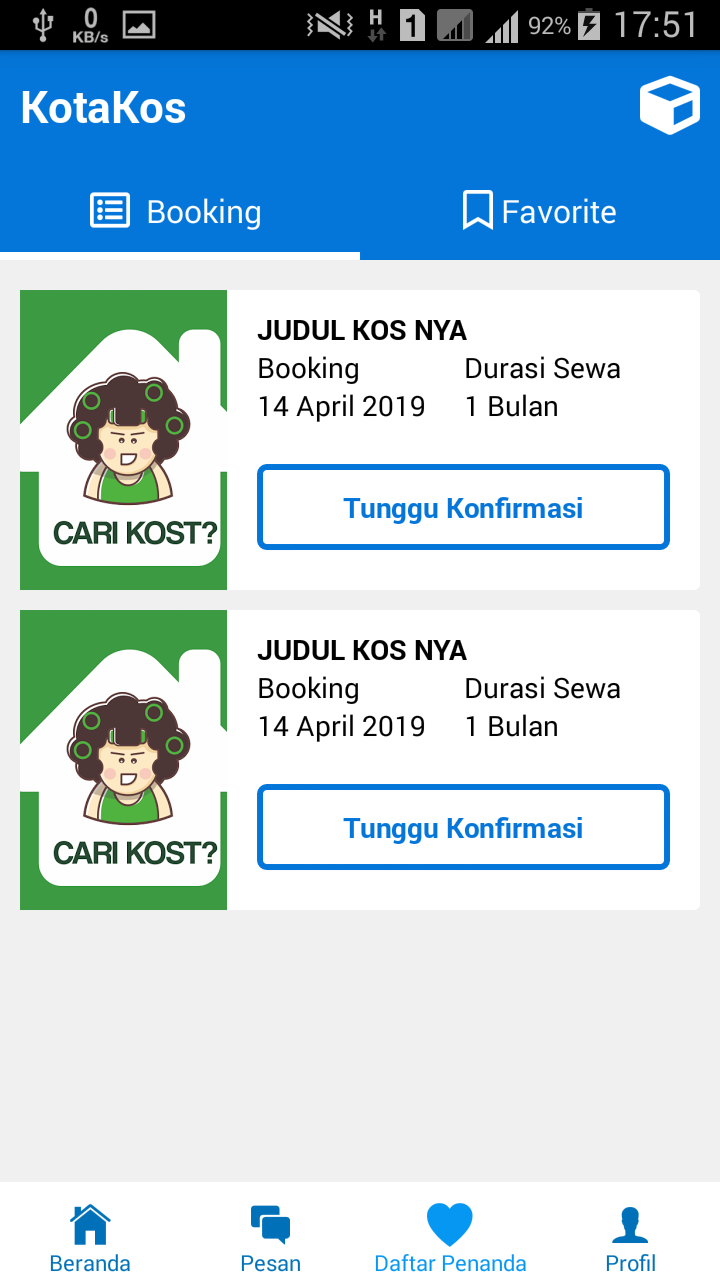 0
KB/s
H
1
92%
17:51
KotaKos
Booking
Favorite
JUDUL KOS NYA
Booking
Durasi Sewa
14 April 2019
1 Bulan
Tunggu Konfirmasi
CARI KOST?
JUDUL KOS NYA
Booking
Durasi Sewa
14 April 2019
1 Bulan
Tunggu Konfirmasi
CARI KOST?
Beranda
Pesan
Daftar Penanda
Profil